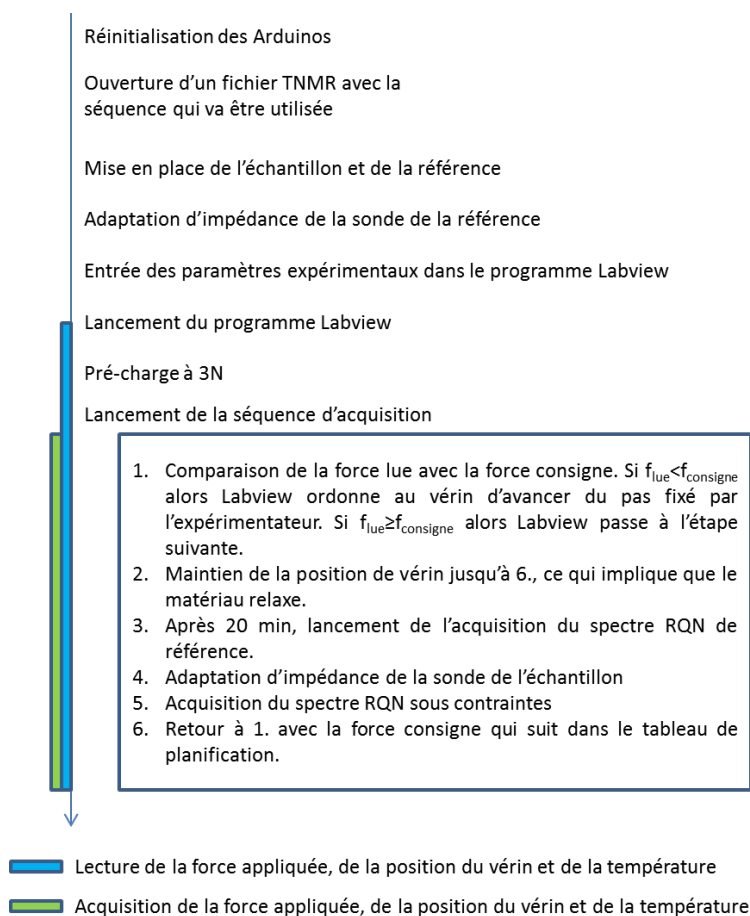 Réinitialisation des Arduinos
Ouverture d’un fichier TNMR avec la
séquence qui va être utilisée
Mise en place de l’échantillon et de la référence
Adaptation d’impédance de la sonde de la référence
Entrée des paramètres expérimentaux dans le programme Labview
Lancement du programme Labview
Pré-charge à 3N
Lancement de la séquence d’acquisition
1. Comparaison de la force lue avec la force consigne. Si flue<fconsigne
alors Labview ordonne au vérin d’avancer du pas fixé par
l’expérimentateur. Si flue≥fconsigne alors Labview passe à l’étape
suivante.
2. Maintien de la position de vérin jusqu’à 6., ce qui implique que le
matériau relaxe.
3. Après 20 min, lancement de l’acquisition du spectre RQN de
référence.
4. Adaptation d’impédance de la sonde de l’échantillon
5. Acquisition du spectre RQN sous contraintes
6. Retour à 1. avec la force consigne qui suit dans le tableau de
planification.
Lecture de la force appliquée, de la position du vérin et de la température
Acquisition de la force appliquée, de la position du vérin et de la température